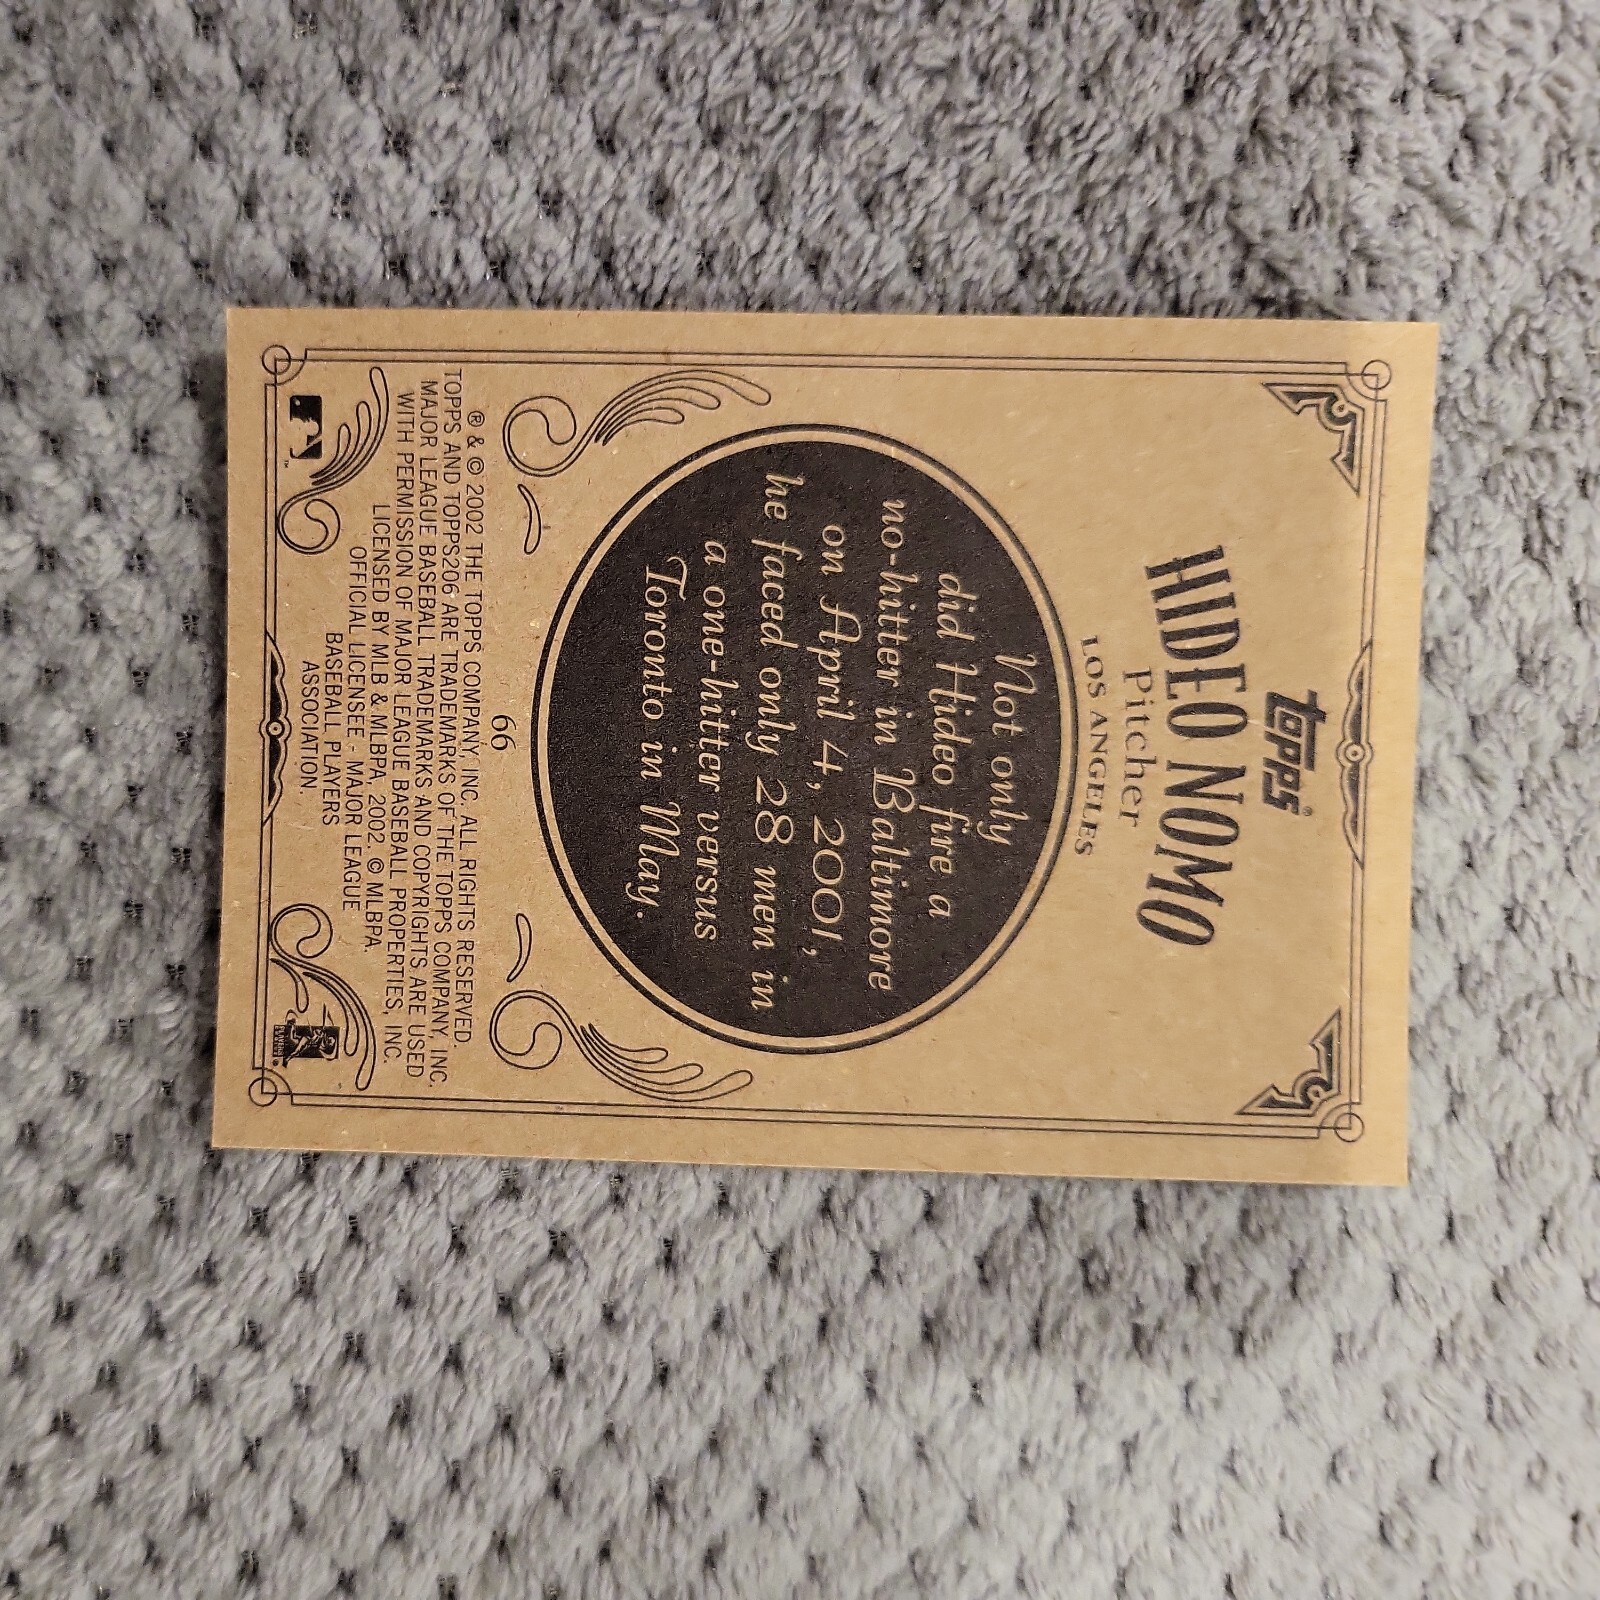 topps
HIDEO NOMO
Pitcher
LOS ANGELES
Not only
did Hideo fire a
no-hitter in Baltimore
on April 4, 2001,
he faced only 28 men in
a one-hitter versus
Toronto in May.
66
® & © 2002 THE TOPPS COMPANY, INC. ALL RIGHTS RESERVED.
TOPPS AND TOPPS206 ARE TRADEMARKS OF THE TOPPS COMPANY, INC.
MAJOR LEAGUE BASEBALL TRADEMARKS AND COPYRIGHTS ARE USED
WITH PERMISSION OF MAJOR LEAGUE BASEBALL PROPERTIES, INC.
LICENSED BY MLB & MLBPA, 2002. © MLBPA.
OFFICIAL LICENSEE - MAJOR LEAGUE
BASEBALL PLAYERS
ASSOCIATION.